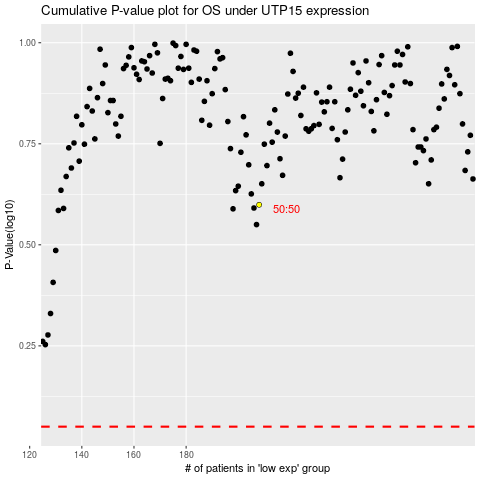 Cumulative P-value plot for OS under UTP15 expression
P-Value(log10)
1.00
0.75
0.50
0.25
50:50
120 140 160 180
# of patients in 'low exp' group